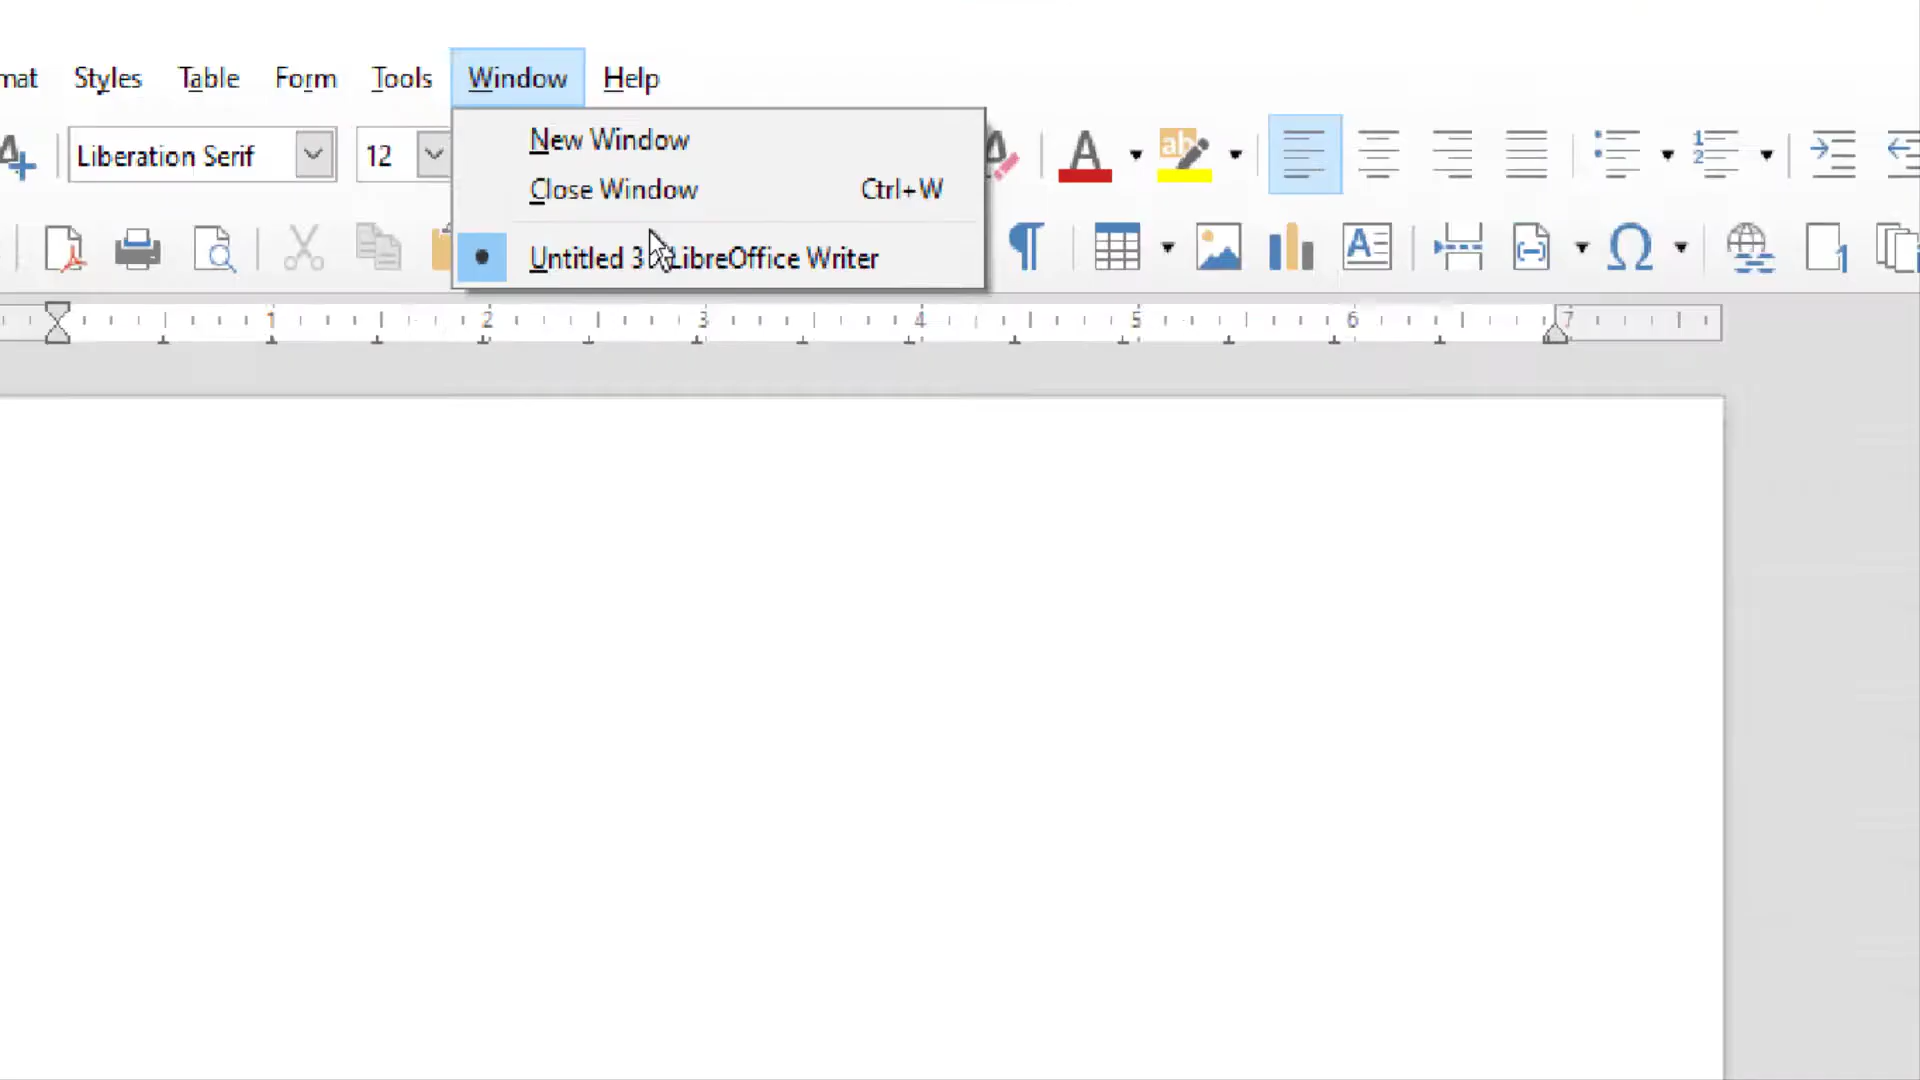 mat Styles Table Form Tools Window Help
New Window
Close Window Ctrl+W
Untitled 3 LibreOffice Writer
Liberation Serif 12
1 2 3 4 5 6 7